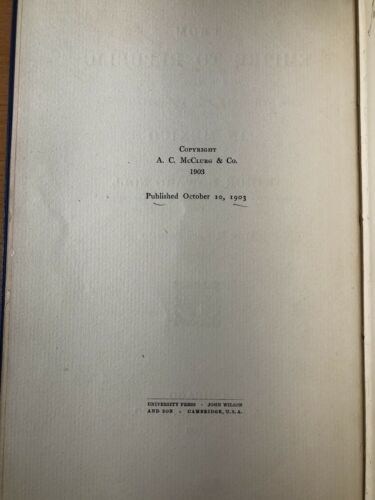 COPYRIGHT
A. C. MCCLURG & CO.
1903
Published October 10, 1903
UNIVERSITY PRESS · JOHN WILSON
AND SON · CAMBRIDGE, U.S.A.